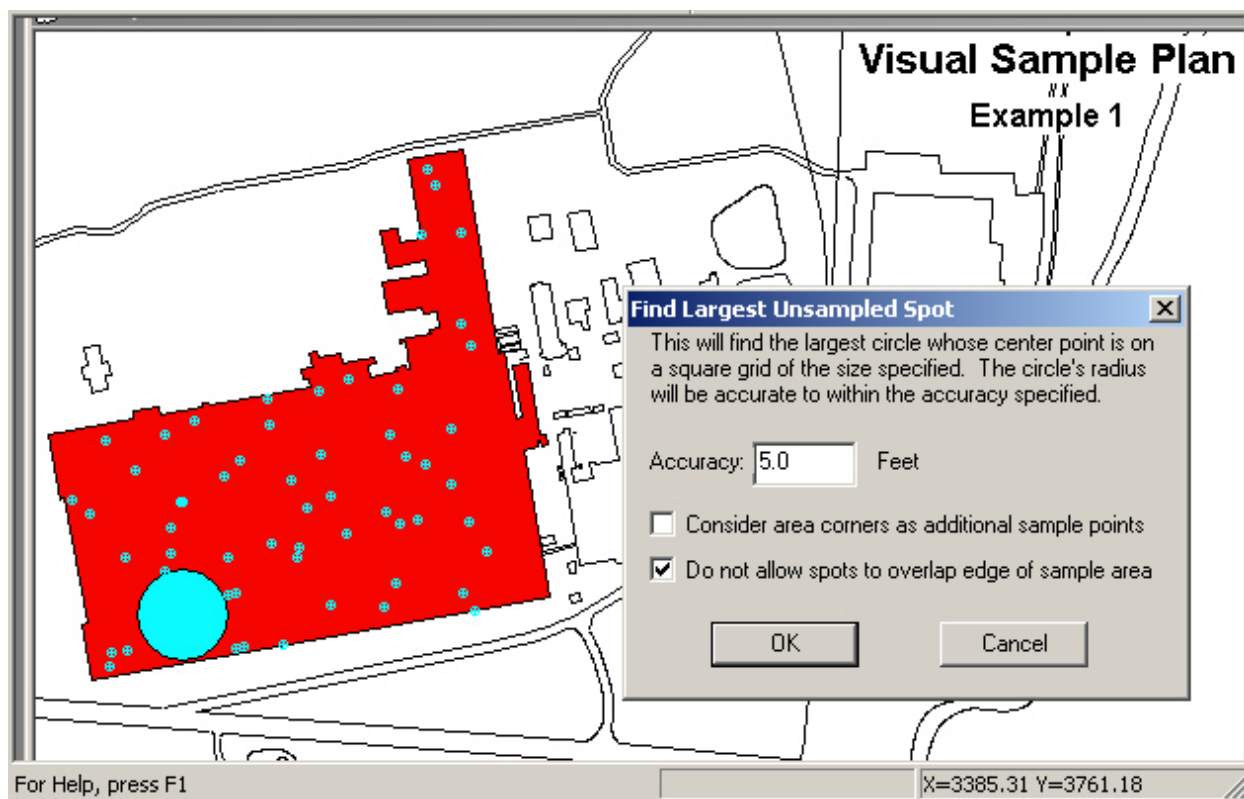 Visual Sample Plan
Example 1
Find Largest Unsampled Spot
This will find the largest circle whose center point is on
a square grid of the size specified. The circle's radius
will be accurate to within the accuracy specified.
Accuracy: 5.0 Feet
Consider area corners as additional sample points
Do not allow spots to overlap edge of sample area
OK Cancel
For Help, press F1 X=3385.31 Y=3761.18